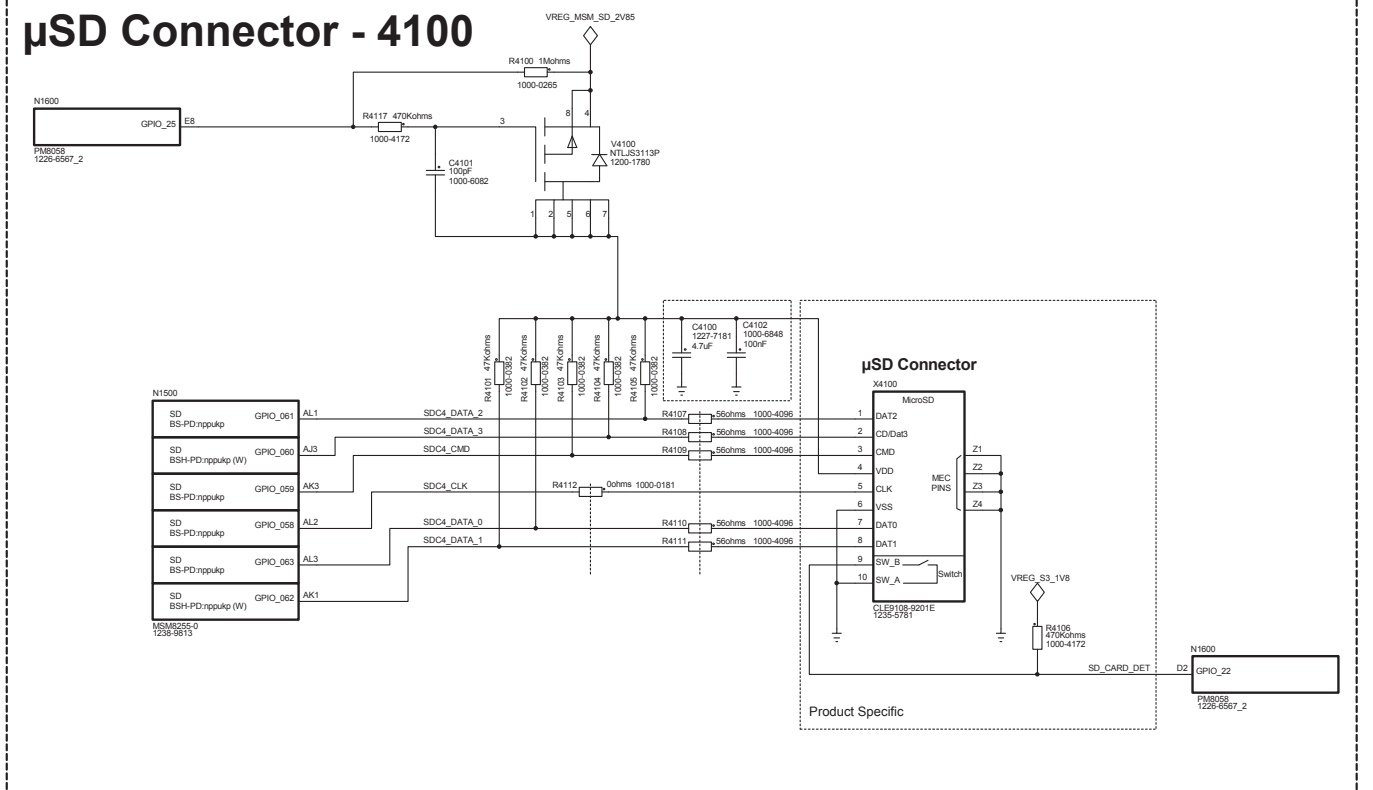 µSD Connector - 4100
VREG_MSM_SD_2V85
R4100 1Mohms
1000-0265
N1600
GPIO_25 E8
PM8058
1226-6567_2
R4117 470Kohms
1000-4172
3
8 4
V4100
NTLJS3113P
1200-1780
C4101
100pF
1000-6082
1 2 5 6 7
R4101 47Kohms
1000-0382
R4102 47Kohms
1000-0382
R4103 47Kohms
1000-0382
R4104 47Kohms
1000-0382
R4105 47Kohms
1000-0382
C4100
1227-7181
4.7uF
C4102
1000-6848
100nF
µSD Connector
X4100
MicroSD
N1500
SD
BS-PD:nppukp
GPIO_061 AL1
SDC4_DATA_2
R4107 56ohms 1000-4096
1 DAT2
SD
BSH-PD:nppukp (W)
GPIO_060 AJ3
SDC4_DATA_3
R4108 56ohms 1000-4096
2 CD/Dat3
SD
BS-PD:nppukp
GPIO_059 AK3
SDC4_CMD
R4109 56ohms 1000-4096
3 CMD
4 VDD
SD
BS-PD:nppukp
GPIO_058 AL2
SDC4_CLK
R4112 0ohms 1000-0181
5 CLK
6 VSS
SD
BS-PD:nppukp
GPIO_063 AL3
SDC4_DATA_0
R4110 56ohms 1000-4096
7 DAT0
SD
BSH-PD:nppukp (W)
GPIO_062 AK1
SDC4_DATA_1
R4111 56ohms 1000-4096
8 DAT1
9 SW_B
10 SW_A
Switch
MEC
PINS
Z1
Z2
Z3
Z4
MSM8255-0
1238-9813
CLE9108-9201E
1235-5781
VREG_S3_1V8
R4106
470Kohms
1000-4172
SD_CARD_DET
N1600
D2 GPIO_22
PM8058
1226-6567_2
Product Specific